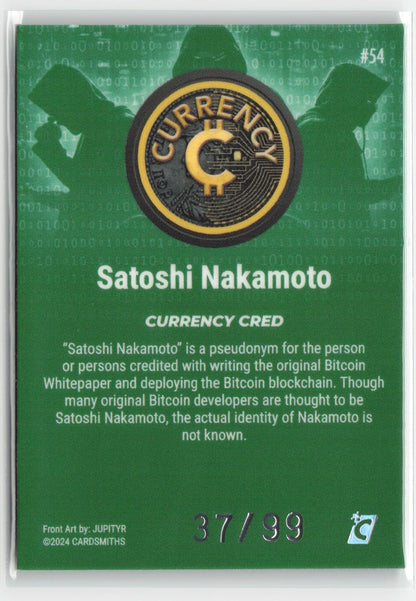 #54
CURRENCY
Satoshi Nakamoto
CURRENCY CRED
“Satoshi Nakamoto” is a pseudonym for the person
or persons credited with writing the original Bitcoin
Whitepaper and deploying the Bitcoin blockchain. Though
many original Bitcoin developers are thought to be
Satoshi Nakamoto, the actual identity of Nakamoto is
not known.
Front Art by: JUPITYR
©2024 CARDSMITHS
37/99